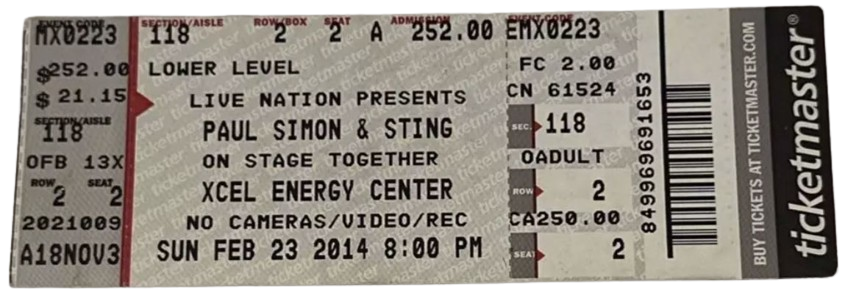 EVENT CODE SECTION/AISLE ROW/BOX SEAT ADMISSION EVENT CODE
MX0223 118 2 2 A 252.00 EMX0223
$252.00 LOWER LEVEL FC 2.00
$ 21.15 LIVE NATION PRESENTS CN 61524
SECTION/AISLE
118 PAUL SIMON & STING SEC. 118
OFB 13X ON STAGE TOGETHER OADULT
ROW SEAT
2 2 XCEL ENERGY CENTER ROW 2
2021009 NO CAMERAS/VIDEO/REC CA250.00
A18NOV3 SUN FEB 23 2014 8:00 PM SEAT 2
849969691653
BUY TICKETS AT TICKETMASTER.COM
ticketmaster®